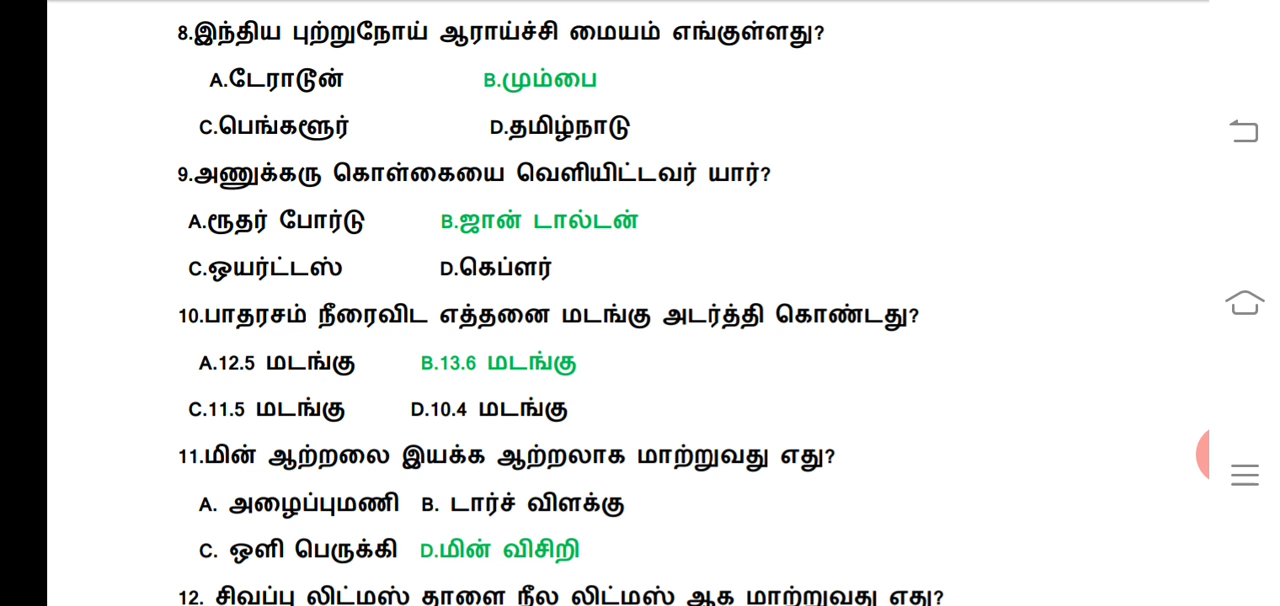 8.இந்திய புற்றுநோய் ஆராய்ச்சி மையம் எங்குள்ளது?
A.டேராடூன் B.மும்பை
C.பெங்களூர் D.தமிழ்நாடு
9.அணுக்கரு கொள்கையை வெளியிட்டவர் யார்?
A.ரூதர் போர்டு B.ஜான் டால்டன்
C.ஒயர்ட்டஸ் D.கெப்ளர்
10.பாதரசம் நீரைவிட எத்தனை மடங்கு அடர்த்தி கொண்டது?
A.12.5 மடங்கு B.13.6 மடங்கு
C.11.5 மடங்கு D.10.4 மடங்கு
11.மின் ஆற்றலை இயக்க ஆற்றலாக மாற்றுவது எது?
A. அழைப்புமணி B. டார்ச் விளக்கு
C. ஒளி பெருக்கி D.மின் விசிறி
12. சிவப்பு லிட்மஸ் தாளை நீல லிட்மஸ் ஆக மாற்றுவது எது?